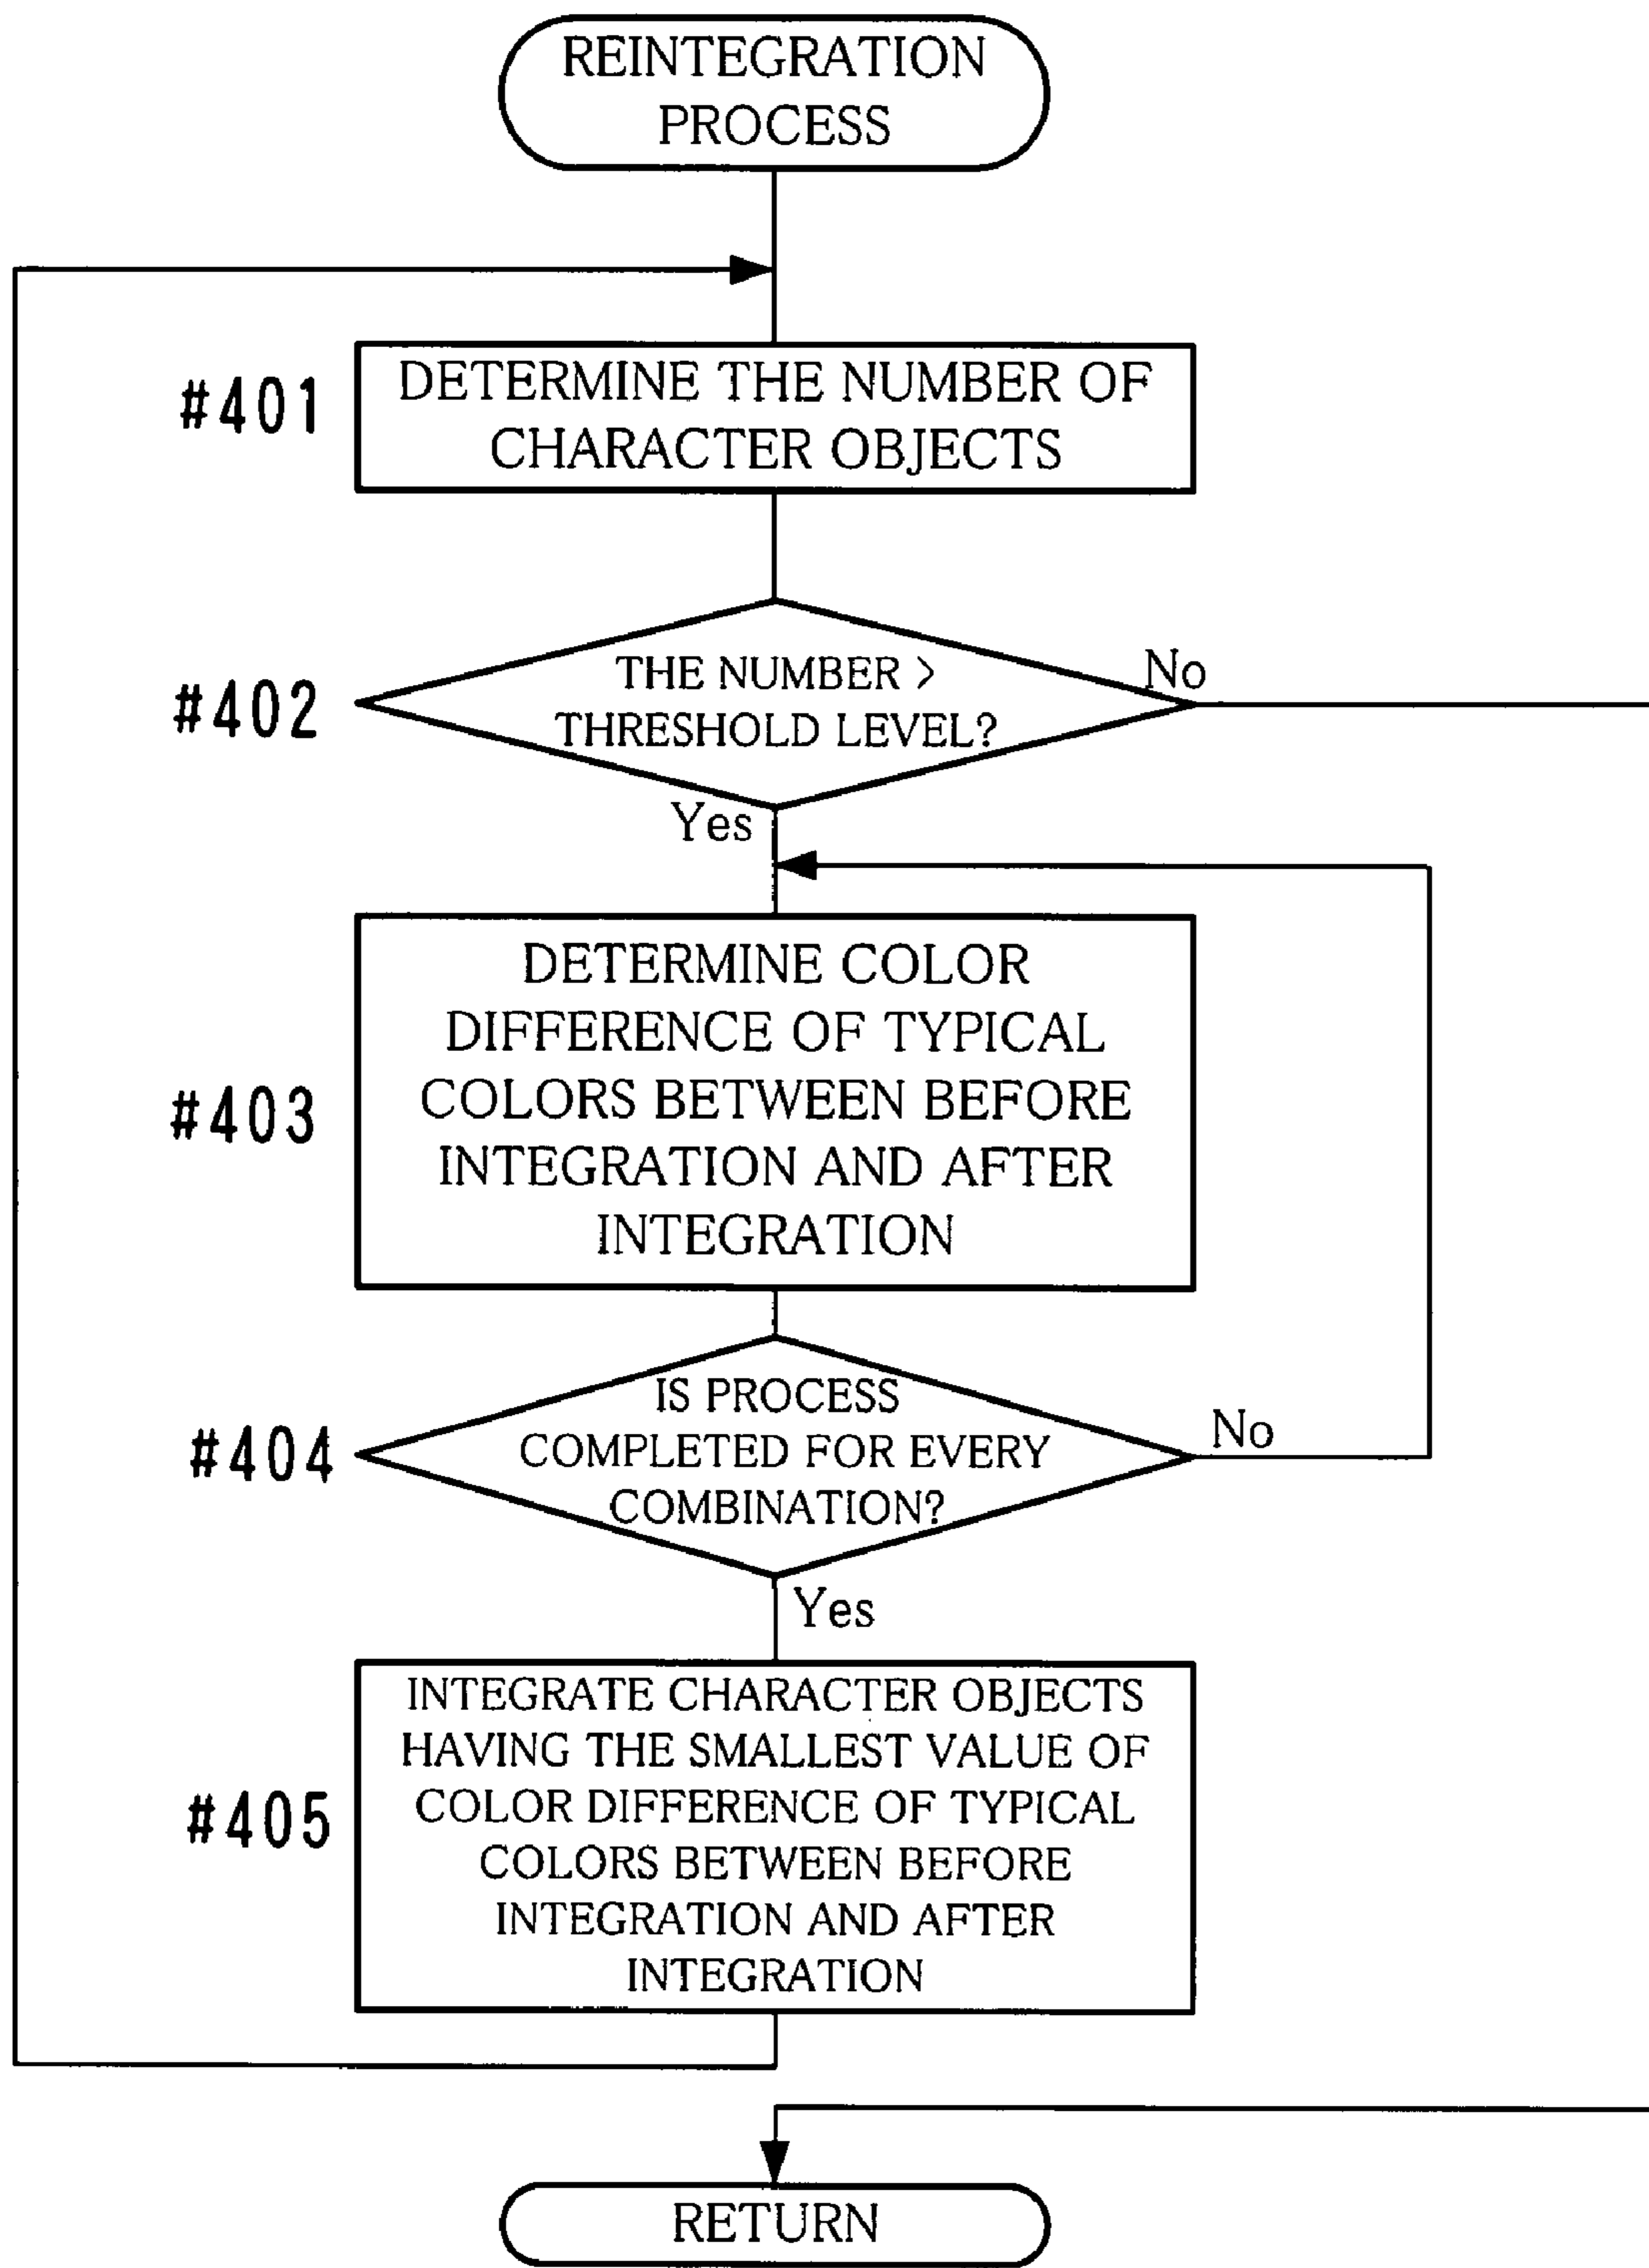 REINTEGRATION
PROCESS
#401
DETERMINE THE NUMBER OF
CHARACTER OBJECTS
#402
THE NUMBER >
THRESHOLD LEVEL?
No
Yes
#403
DETERMINE COLOR
DIFFERENCE OF TYPICAL
COLORS BETWEEN BEFORE
INTEGRATION AND AFTER
INTEGRATION
#404
IS PROCESS
COMPLETED FOR EVERY
COMBINATION?
No
Yes
#405
INTEGRATE CHARACTER OBJECTS
HAVING THE SMALLEST VALUE OF
COLOR DIFFERENCE OF TYPICAL
COLORS BETWEEN BEFORE
INTEGRATION AND AFTER
INTEGRATION
RETURN